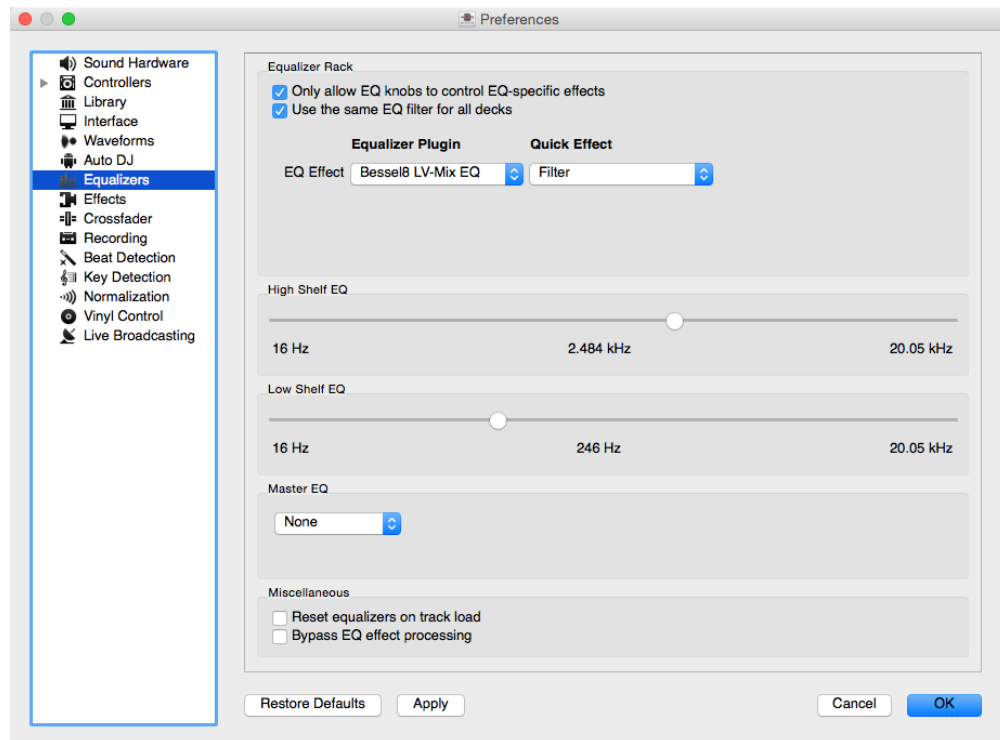 Preferences
Sound Hardware
Controllers
Library
Interface
Waveforms
Auto DJ
Equalizers
Effects
Crossfader
Recording
Beat Detection
Key Detection
Normalization
Vinyl Control
Live Broadcasting
Equalizer Rack
Only allow EQ knobs to control EQ-specific effects
Use the same EQ filter for all decks
Equalizer Plugin Quick Effect
EQ Effect Bessel8 LV-Mix EQ Filter
High Shelf EQ
16 Hz 2.484 kHz 20.05 kHz
Low Shelf EQ
16 Hz 246 Hz 20.05 kHz
Master EQ
None
Miscellaneous
Reset equalizers on track load
Bypass EQ effect processing
Restore Defaults Apply Cancel OK